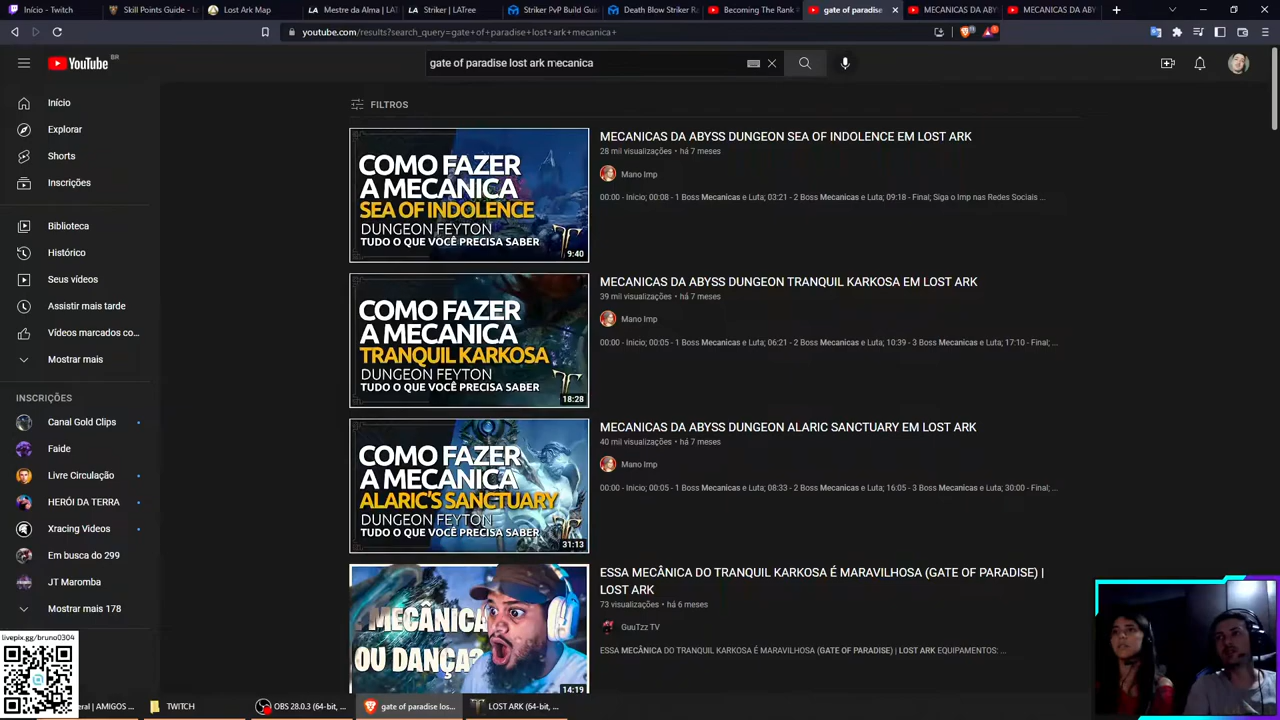 Início - Twitch
Skill Points Guide - Lo
Lost Ark Map
Mestre da Alma | LAT
Striker | LATree
Striker PvP Build Guid
Death Blow Striker Ra
Becoming The Rank #
gate of paradise
MECANICAS DA ABY
MECANICAS DA ABY
youtube.com/results?search_query=gate+of+paradise+lost+ark+mecanica+
YouTube BR
gate of paradise lost ark mecanica
Início
Explorar
Shorts
Inscrições
Biblioteca
Histórico
Seus vídeos
Assistir mais tarde
Vídeos marcados co...
Mostrar mais
INSCRIÇÕES
Canal Gold Clips
Faide
Livre Circulação
HERÓI DA TERRA
Xracing Videos
Em busca do 299
JT Maromba
Mostrar mais 178
FILTROS
COMO FAZER
A MECANICA
SEA OF INDOLENCE
DUNGEON FEYTON
TUDO O QUE VOCÊ PRECISA SABER
9:40
MECANICAS DA ABYSS DUNGEON SEA OF INDOLENCE EM LOST ARK
28 mil visualizações • há 7 meses
Mano Imp
00:00 - Inicio; 00:08 - 1 Boss Mecanicas e Luta; 03:21 - 2 Boss Mecanicas e Luta; 09:18 - Final; Siga o Imp nas Redes Sociais ...
COMO FAZER
A MECANICA
TRANQUIL KARKOSA
DUNGEON FEYTON
TUDO O QUE VOCÊ PRECISA SABER
18:28
MECANICAS DA ABYSS DUNGEON TRANQUIL KARKOSA EM LOST ARK
39 mil visualizações • há 7 meses
Mano Imp
00:00 - Inicio; 00:05 - 1 Boss Mecanicas e Luta; 06:21 - 2 Boss Mecanicas e Luta; 10:39 - 3 Boss Mecanicas e Luta; 17:10 - Final; ...
COMO FAZER
A MECANICA
ALARIC'S SANCTUARY
DUNGEON FEYTON
TUDO O QUE VOCÊ PRECISA SABER
31:13
MECANICAS DA ABYSS DUNGEON ALARIC SANCTUARY EM LOST ARK
40 mil visualizações • há 7 meses
Mano Imp
00:00 - Inicio; 00:05 - 1 Boss Mecanicas e Luta; 08:33 - 2 Boss Mecanicas e Luta; 16:05 - 3 Boss Mecanicas e Luta; 30:00 - Final; ...
MECÂNICA
OU DANÇA?
14:19
ESSA MECÂNICA DO TRANQUIL KARKOSA É MARAVILHOSA (GATE OF PARADISE) |
LOST ARK
73 visualizações • há 6 meses
GuuTzz TV
ESSA MECÂNICA DO TRANQUIL KARKOSA É MARAVILHOSA (GATE OF PARADISE) | LOST ARK EQUIPAMENTOS: ...
livepix.gg/bruno0304
eral | AMIGOS ...
TWITCH
OBS 28.0.3 (64-bit, ...
gate of paradise los...
LOST ARK (64-bit, ...